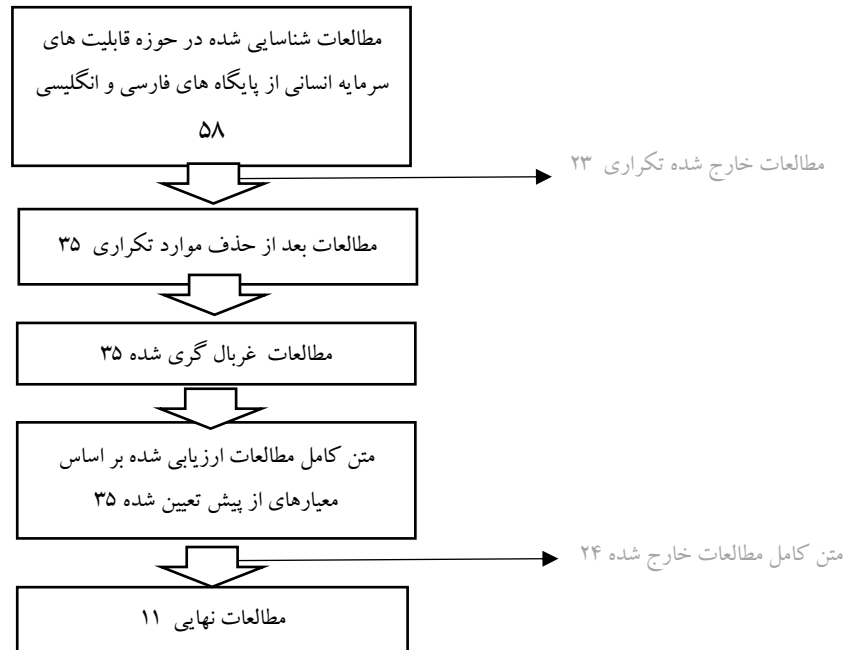 مطالعات شناسایی شده در حوزه قابلیت های
سرمایه انسانی از پایگاه های فارسی و انگلیسی
۵۸
مطالعات خارج شده تکراری ۲۳
مطالعات بعد از حذف موارد تکراری ۳۵
مطالعات غربال گری شده ۳۵
متن کامل مطالعات ارزیابی شده بر اساس
معیارهای از پیش تعیین شده ۳۵
متن کامل مطالعات خارج شده ۲۴
مطالعات نهایی ۱۱